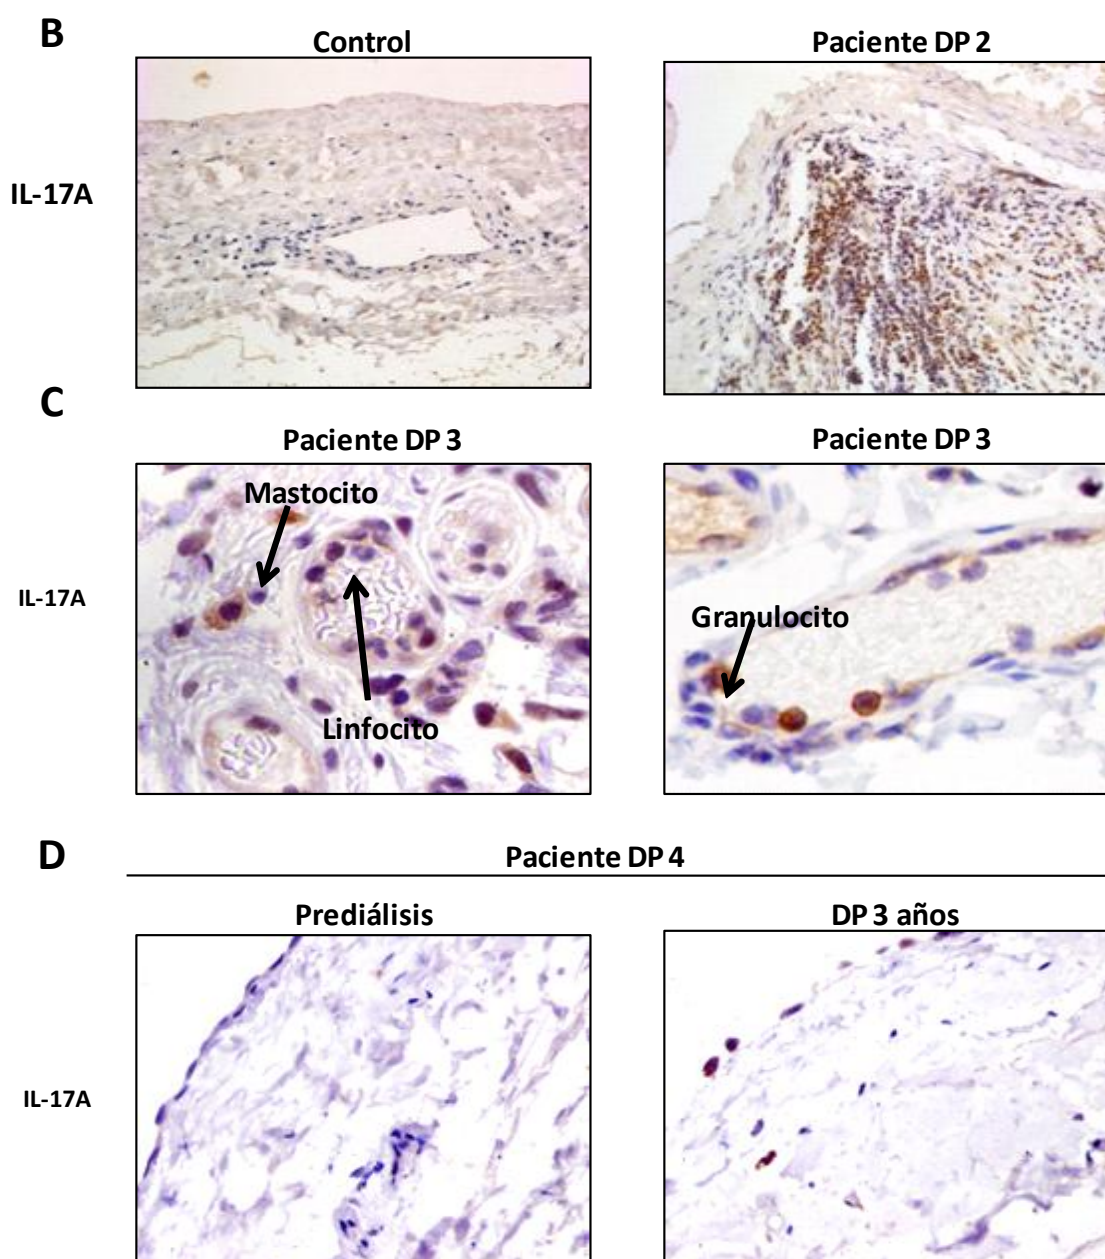 B
Control
Paciente DP 2
IL-17A
C
Paciente DP 3
Paciente DP 3
IL-17A
Mastocito
Linfocito
Granulocito
D
Paciente DP 4
Prediálisis
DP 3 años
IL-17A